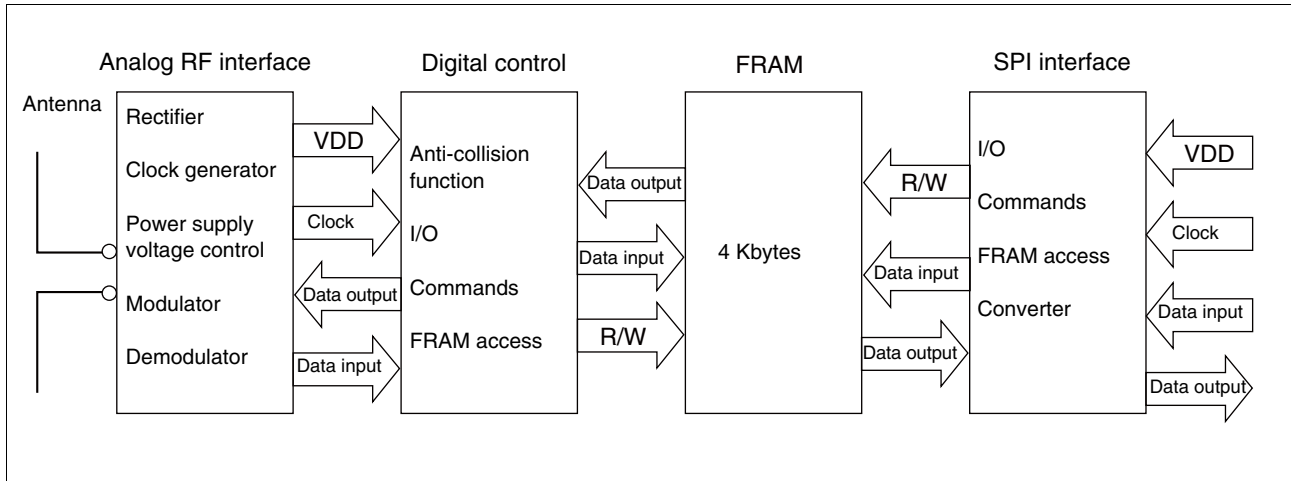 Analog RF interface
Digital control
FRAM
SPI interface
Antenna
Rectifier
Clock generator
Power supply
voltage control
Modulator
Demodulator
VDD
Clock
Data output
Data input
Anti-collision
function
I/O
Commands
FRAM access
Data output
Data input
R/W
4 Kbytes
R/W
Data input
Data output
I/O
Commands
FRAM access
Converter
VDD
Clock
Data input
Data output